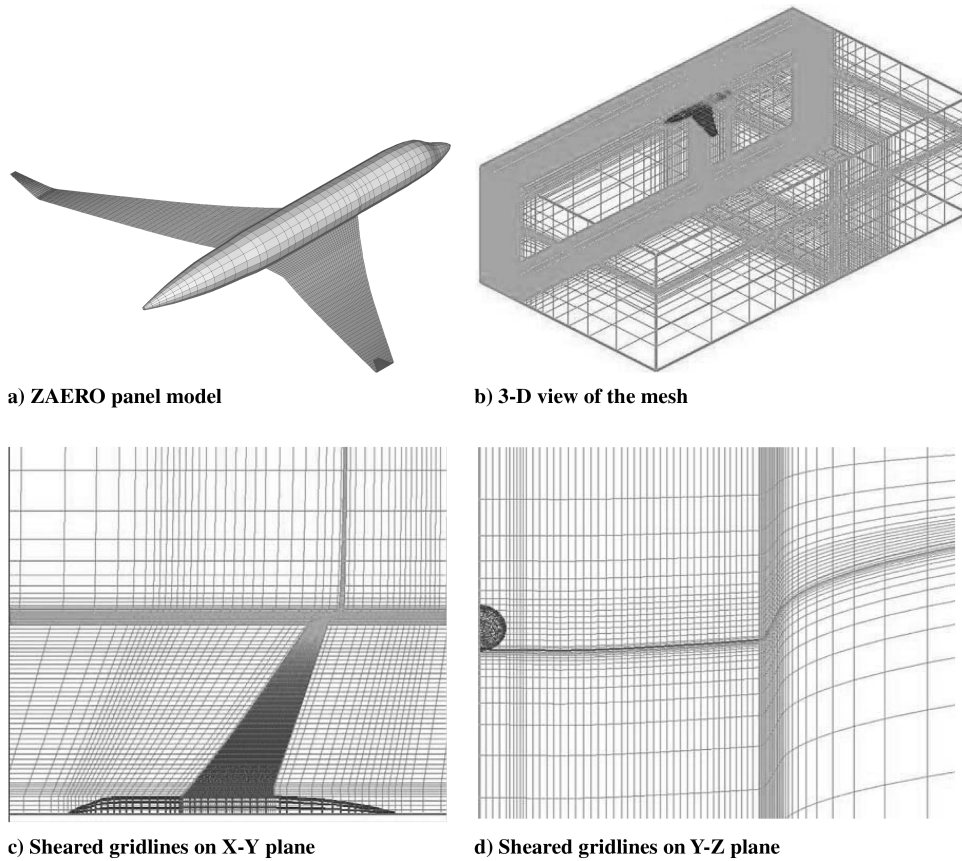 a) ZAERO panel model
b) 3-D view of the mesh
c) Sheared gridlines on X-Y plane
d) Sheared gridlines on Y-Z plane